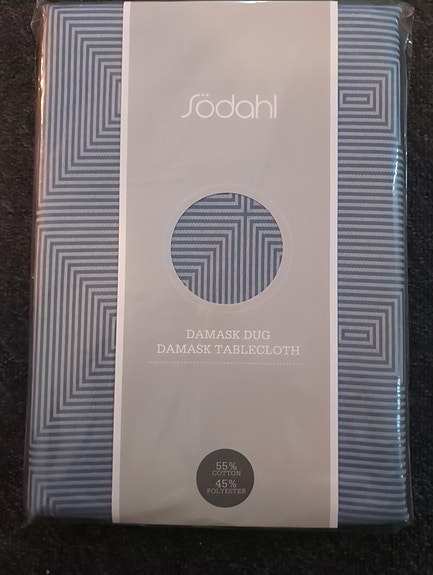 Södahl
DAMASK DUG
DAMASK TABLECLOTH
55%
COTTON
45%
POLYESTER